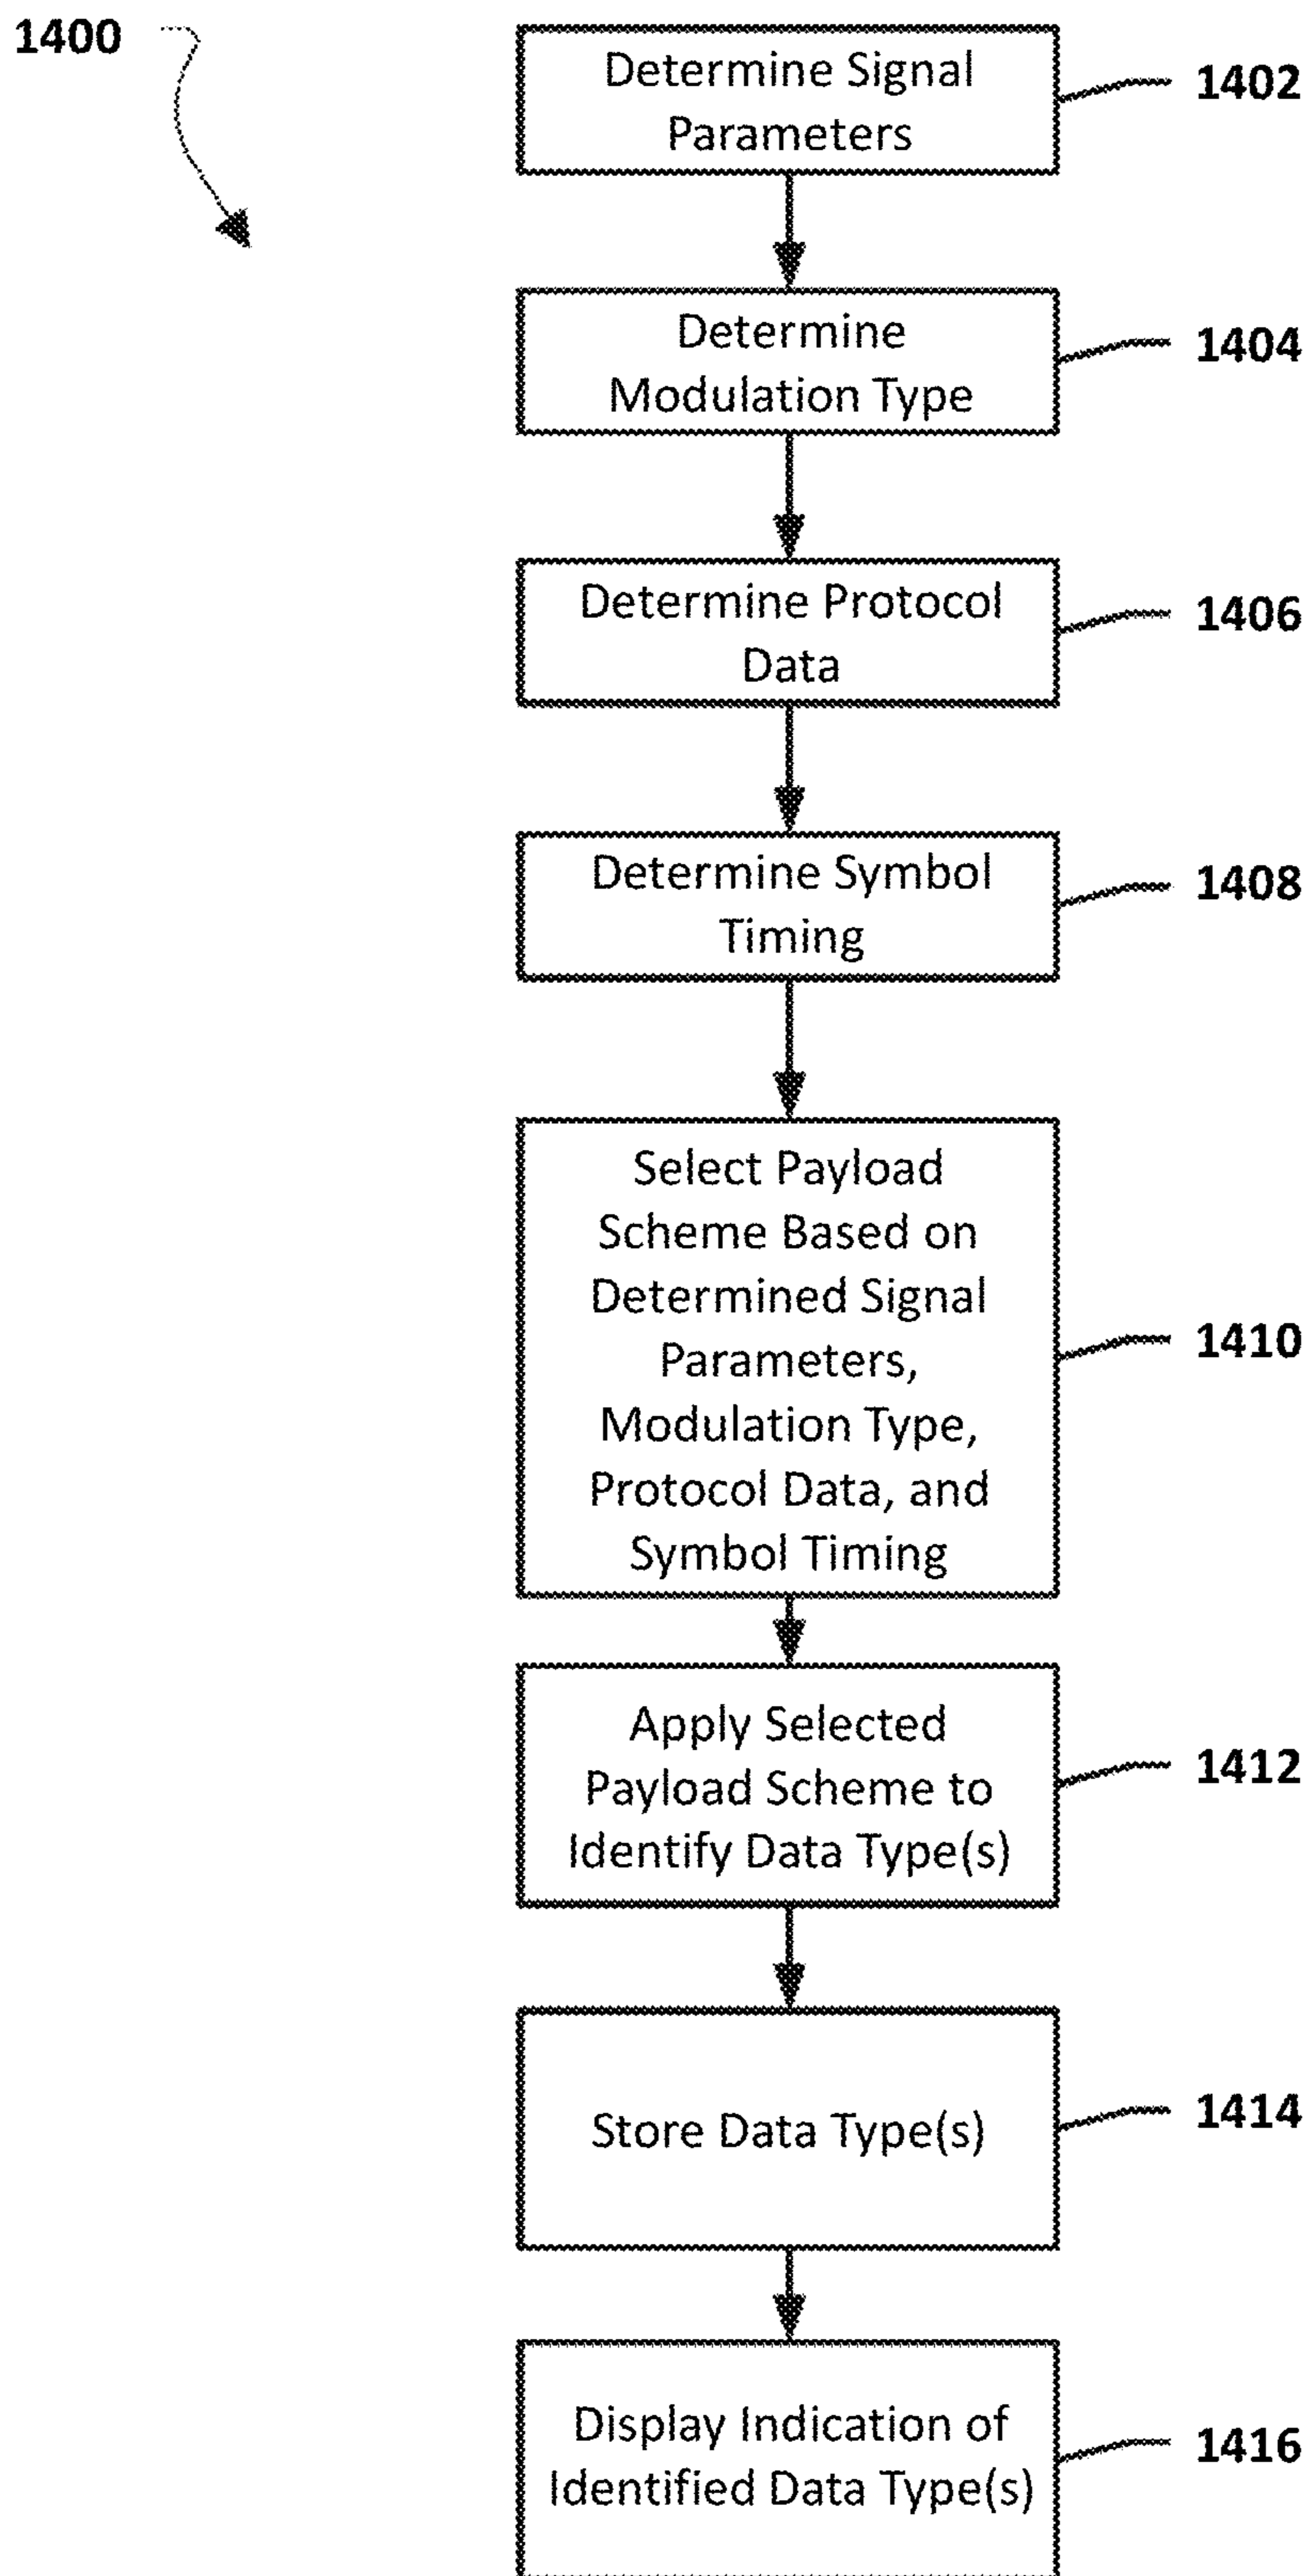 1400
Determine Signal
Parameters
1402
Determine
Modulation Type
1404
Determine Protocol
Data
1406
Determine Symbol
Timing
1408
Select Payload
Scheme Based on
Determined Signal
Parameters,
Modulation Type,
Protocol Data, and
Symbol Timing
1410
Apply Selected
Payload Scheme to
Identify Data Type(s)
1412
Store Data Type(s)
1414
Display Indication of
Identified Data Type(s)
1416